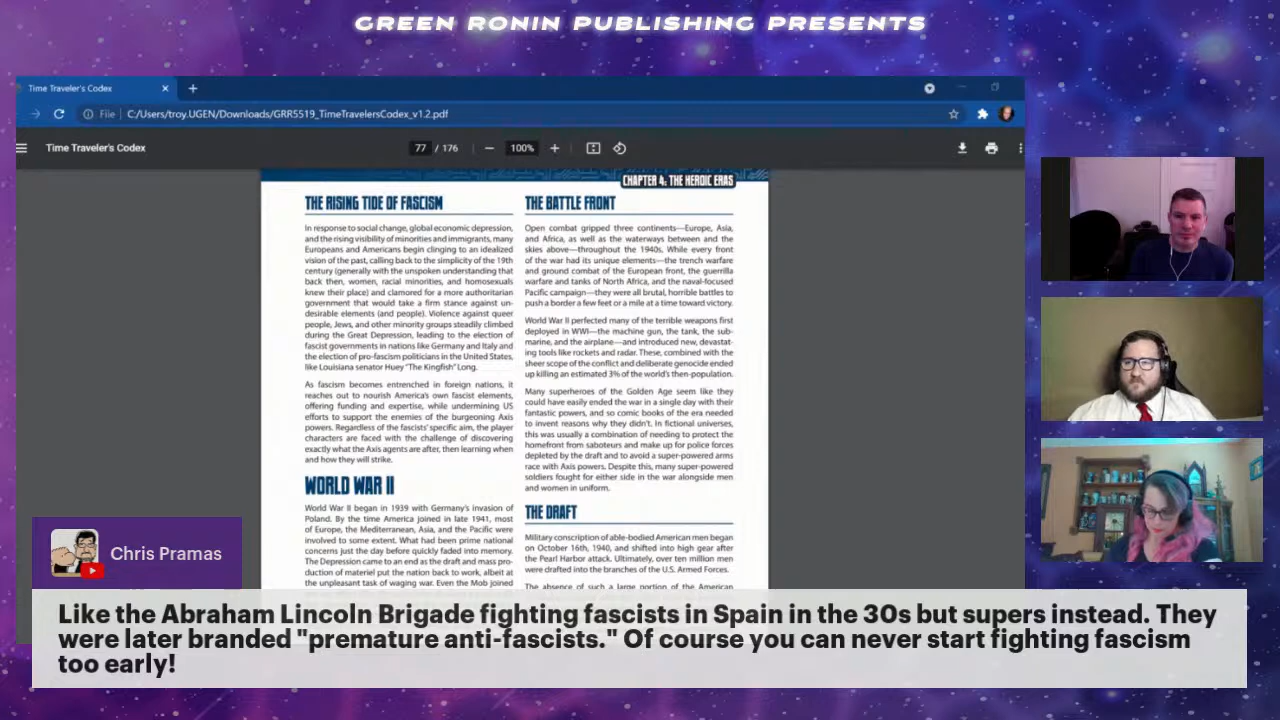 GREEN RONIN PUBLISHING PRESENTS
Time Traveler's Codex
File
C:/Users/troy.UGEN/Downloads/GRR5519_TimeTravelersCodex_v1.2.pdf
Time Traveler's Codex
77 / 176
100%
CHAPTER 4: THE HEROIC ERAS
THE RISING TIDE OF FASCISM
In response to social change, global economic depression,
and the rising visibility of minorities and immigrants, many
Europeans and Americans begin clinging to an idealized
vision of the past, calling back to the simplicity of the 19th
century (generally with the unspoken understanding that
back then, women, racial minorities, and homosexuals
knew their place) and clamored for a more authoritarian
government that would take a firm stance against un-
desirable elements (and people). Violence against queer
people, Jews, and other minority groups steadily climbed
during the Great Depression, leading to the election of
fascist governments in nations like Germany and Italy and
the election of pro-fascism politicians in the United States,
like Louisiana senator Huey "The Kingfish" Long.
As fascism becomes entrenched in foreign nations, it
reaches out to nourish America's own fascist elements,
offering funding and expertise, while undermining US
efforts to support the enemies of the burgeoning Axis
powers. Regardless of the fascists' specific aim, the player
characters are faced with the challenge of discovering
exactly what the Axis agents are after, then learning when
and how they will strike.
WORLD WAR II
World War II began in 1939 with Germany's invasion of
Poland. By the time America joined in late 1941, most
of Europe, the Mediterranean, Asia, and the Pacific were
involved to some extent. What had been prime national
concerns just the day before quickly faded into memory.
The Depression came to an end as the draft and mass pro-
duction of materiel put the nation back to work, albeit at
the unpleasant task of waging war. Even the Mob joined
THE BATTLE FRONT
Open combat gripped three continents—Europe, Asia,
and Africa, as well as the waterways between and the
skies above—throughout the 1940s. While every front
of the war had its unique elements—the trench warfare
and ground combat of the European front, the guerrilla
warfare and tanks of North Africa, and the naval-focused
Pacific campaign—they were all brutal, horrible battles to
push a border a few feet or a mile at a time toward victory.
World War II perfected many of the terrible weapons first
deployed in WWI—the machine gun, the tank, the sub-
marine, and the airplane—and introduced new, devastat-
ing tools like rockets and radar. These, combined with the
sheer scope of the conflict and deliberate genocide ended
up killing an estimated 3% of the world's then-population.
Many superheroes of the Golden Age seem like they
could have easily ended the war in a single day with their
fantastic powers, and so comic books of the era needed
to invent reasons why they didn't. In fictional universes,
this was usually a combination of needing to protect the
homefront from saboteurs and make up for police forces
depleted by the draft and to avoid a super-powered arms
race with Axis powers. Despite this, many super-powered
soldiers fought for either side in the war alongside men
and women in uniform.
THE DRAFT
Military conscription of able-bodied American men began
on October 16th, 1940, and shifted into high gear after
the Pearl Harbor attack. Ultimately, over ten million men
were drafted into the branches of the U.S. Armed Forces.
The absence of such a large portion of the American
Chris Pramas
Like the Abraham Lincoln Brigade fighting fascists in Spain in the 30s but supers instead. They
were later branded "premature anti-fascists." Of course you can never start fighting fascism
too early!